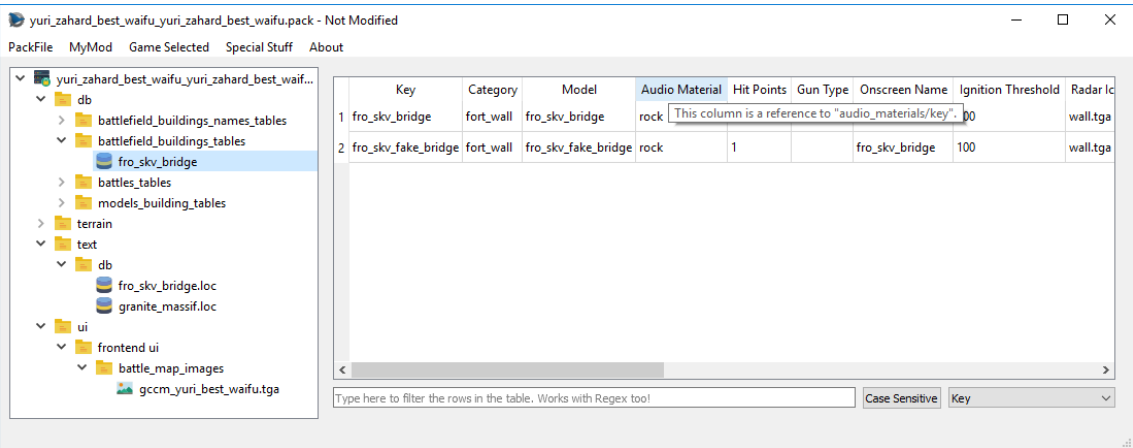 yuri_zahard_best_waifu_yuri_zahard_best_waifu.pack - Not Modified
PackFile MyMod Game Selected Special Stuff About
yuri_zahard_best_waifu_yuri_zahard_best_waif...
db
battlefield_buildings_names_tables
battlefield_buildings_tables
fro_skv_bridge
battles_tables
models_building_tables
terrain
text
db
fro_skv_bridge.loc
granite_massif.loc
ui
frontend ui
battle_map_images
gccm_yuri_best_waifu.tga
Key Category Model Audio Material Hit Points Gun Type Onscreen Name Ignition Threshold Radar Ic
1 fro_skv_bridge fort_wall fro_skv_bridge rock wall.tga
This column is a reference to "audio_materials/key".
2 fro_skv_fake_bridge fort_wall fro_skv_fake_bridge rock 1 fro_skv_bridge 100 wall.tga
Type here to filter the rows in the table. Works with Regex too! Case Sensitive Key